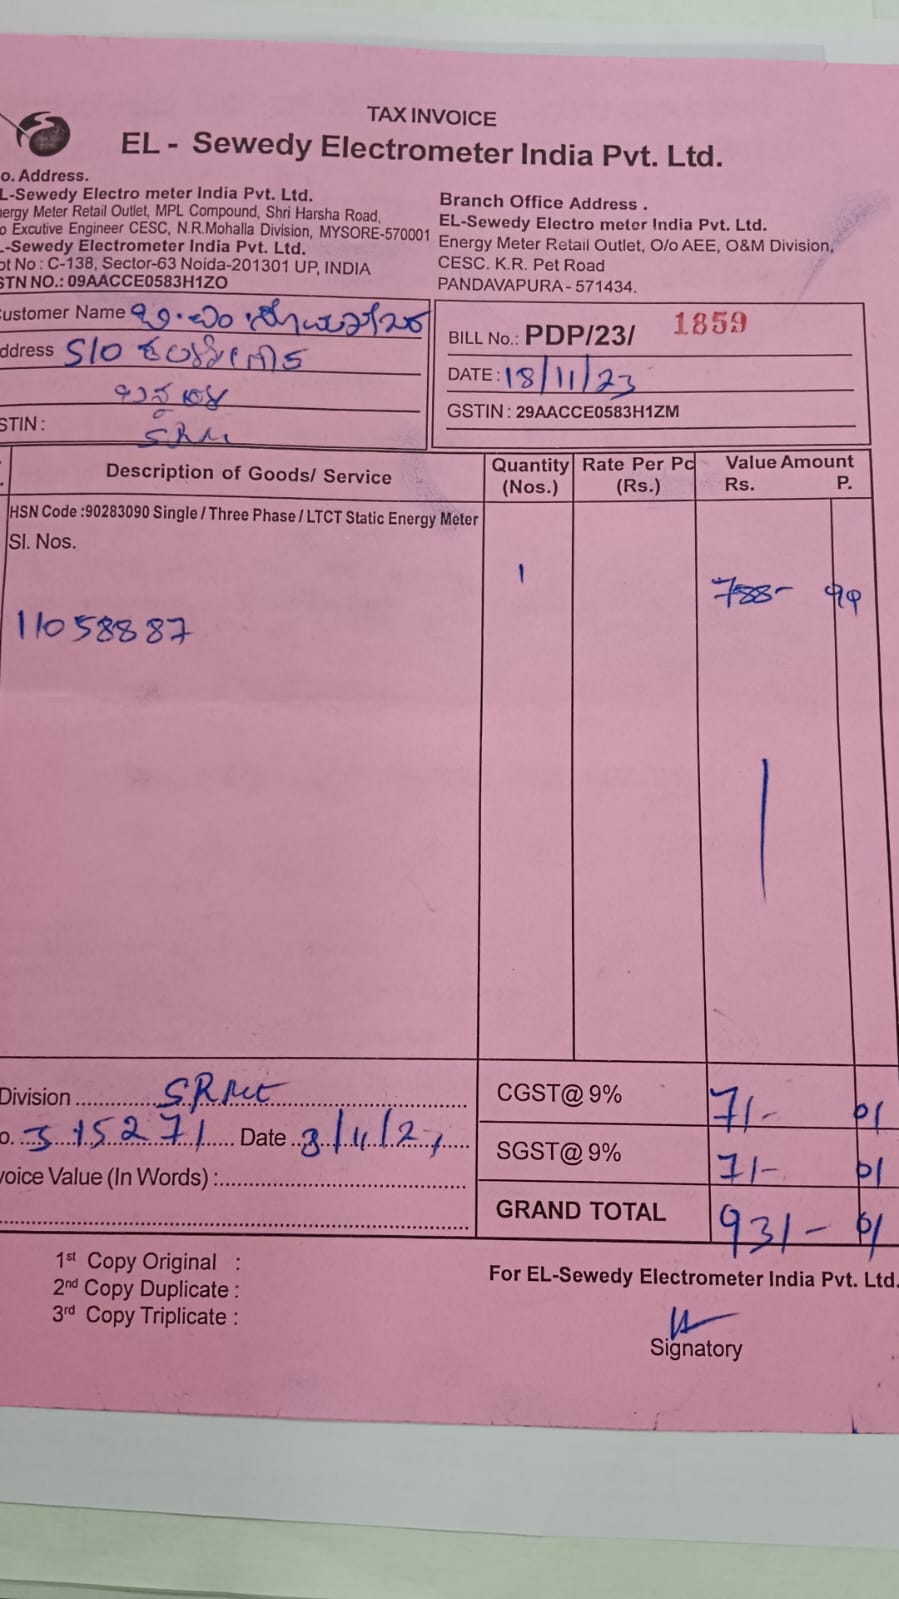 TAX INVOICE
EL - Sewedy Electrometer India Pvt. Ltd.
o. Address.
L-Sewedy Electro meter India Pvt. Ltd.
ergy Meter Retail Outlet, MPL Compound, Shri Harsha Road,
o Excutive Engineer CESC, N.R.Mohalla Division, MYSORE-570001
-Sewedy Electrometer India Pvt. Ltd.
ot No : C-138, Sector-63 Noida-201301 UP, INDIA
STN NO.: 09AACCE0583H1ZO
Branch Office Address .
EL-Sewedy Electro meter India Pvt. Ltd.
Energy Meter Retail Outlet, O/o AEE, O&M Division,
CESC. K.R. Pet Road
PANDAVAPURA - 571434.
ustomer Name
ddress S/O
STIN :
BILL No.: PDP/23/ 1859
DATE : 18/11/23
GSTIN : 29AACCE0583H1ZM
Description of Goods/ Service Quantity (Nos.) Rate Per Pc (Rs.) Value Amount Rs. P.
HSN Code :90283090 Single / Three Phase / LTCT Static Energy Meter
Sl. Nos.
1 788- 99
11058887
Division
CGST@ 9% 71- 01
o. 315271 Date
SGST@ 9% 71- 01
voice Value (In Words) :
GRAND TOTAL 931- 01
1st Copy Original :
2nd Copy Duplicate :
3rd Copy Triplicate :
For EL-Sewedy Electrometer India Pvt. Ltd.
Signatory